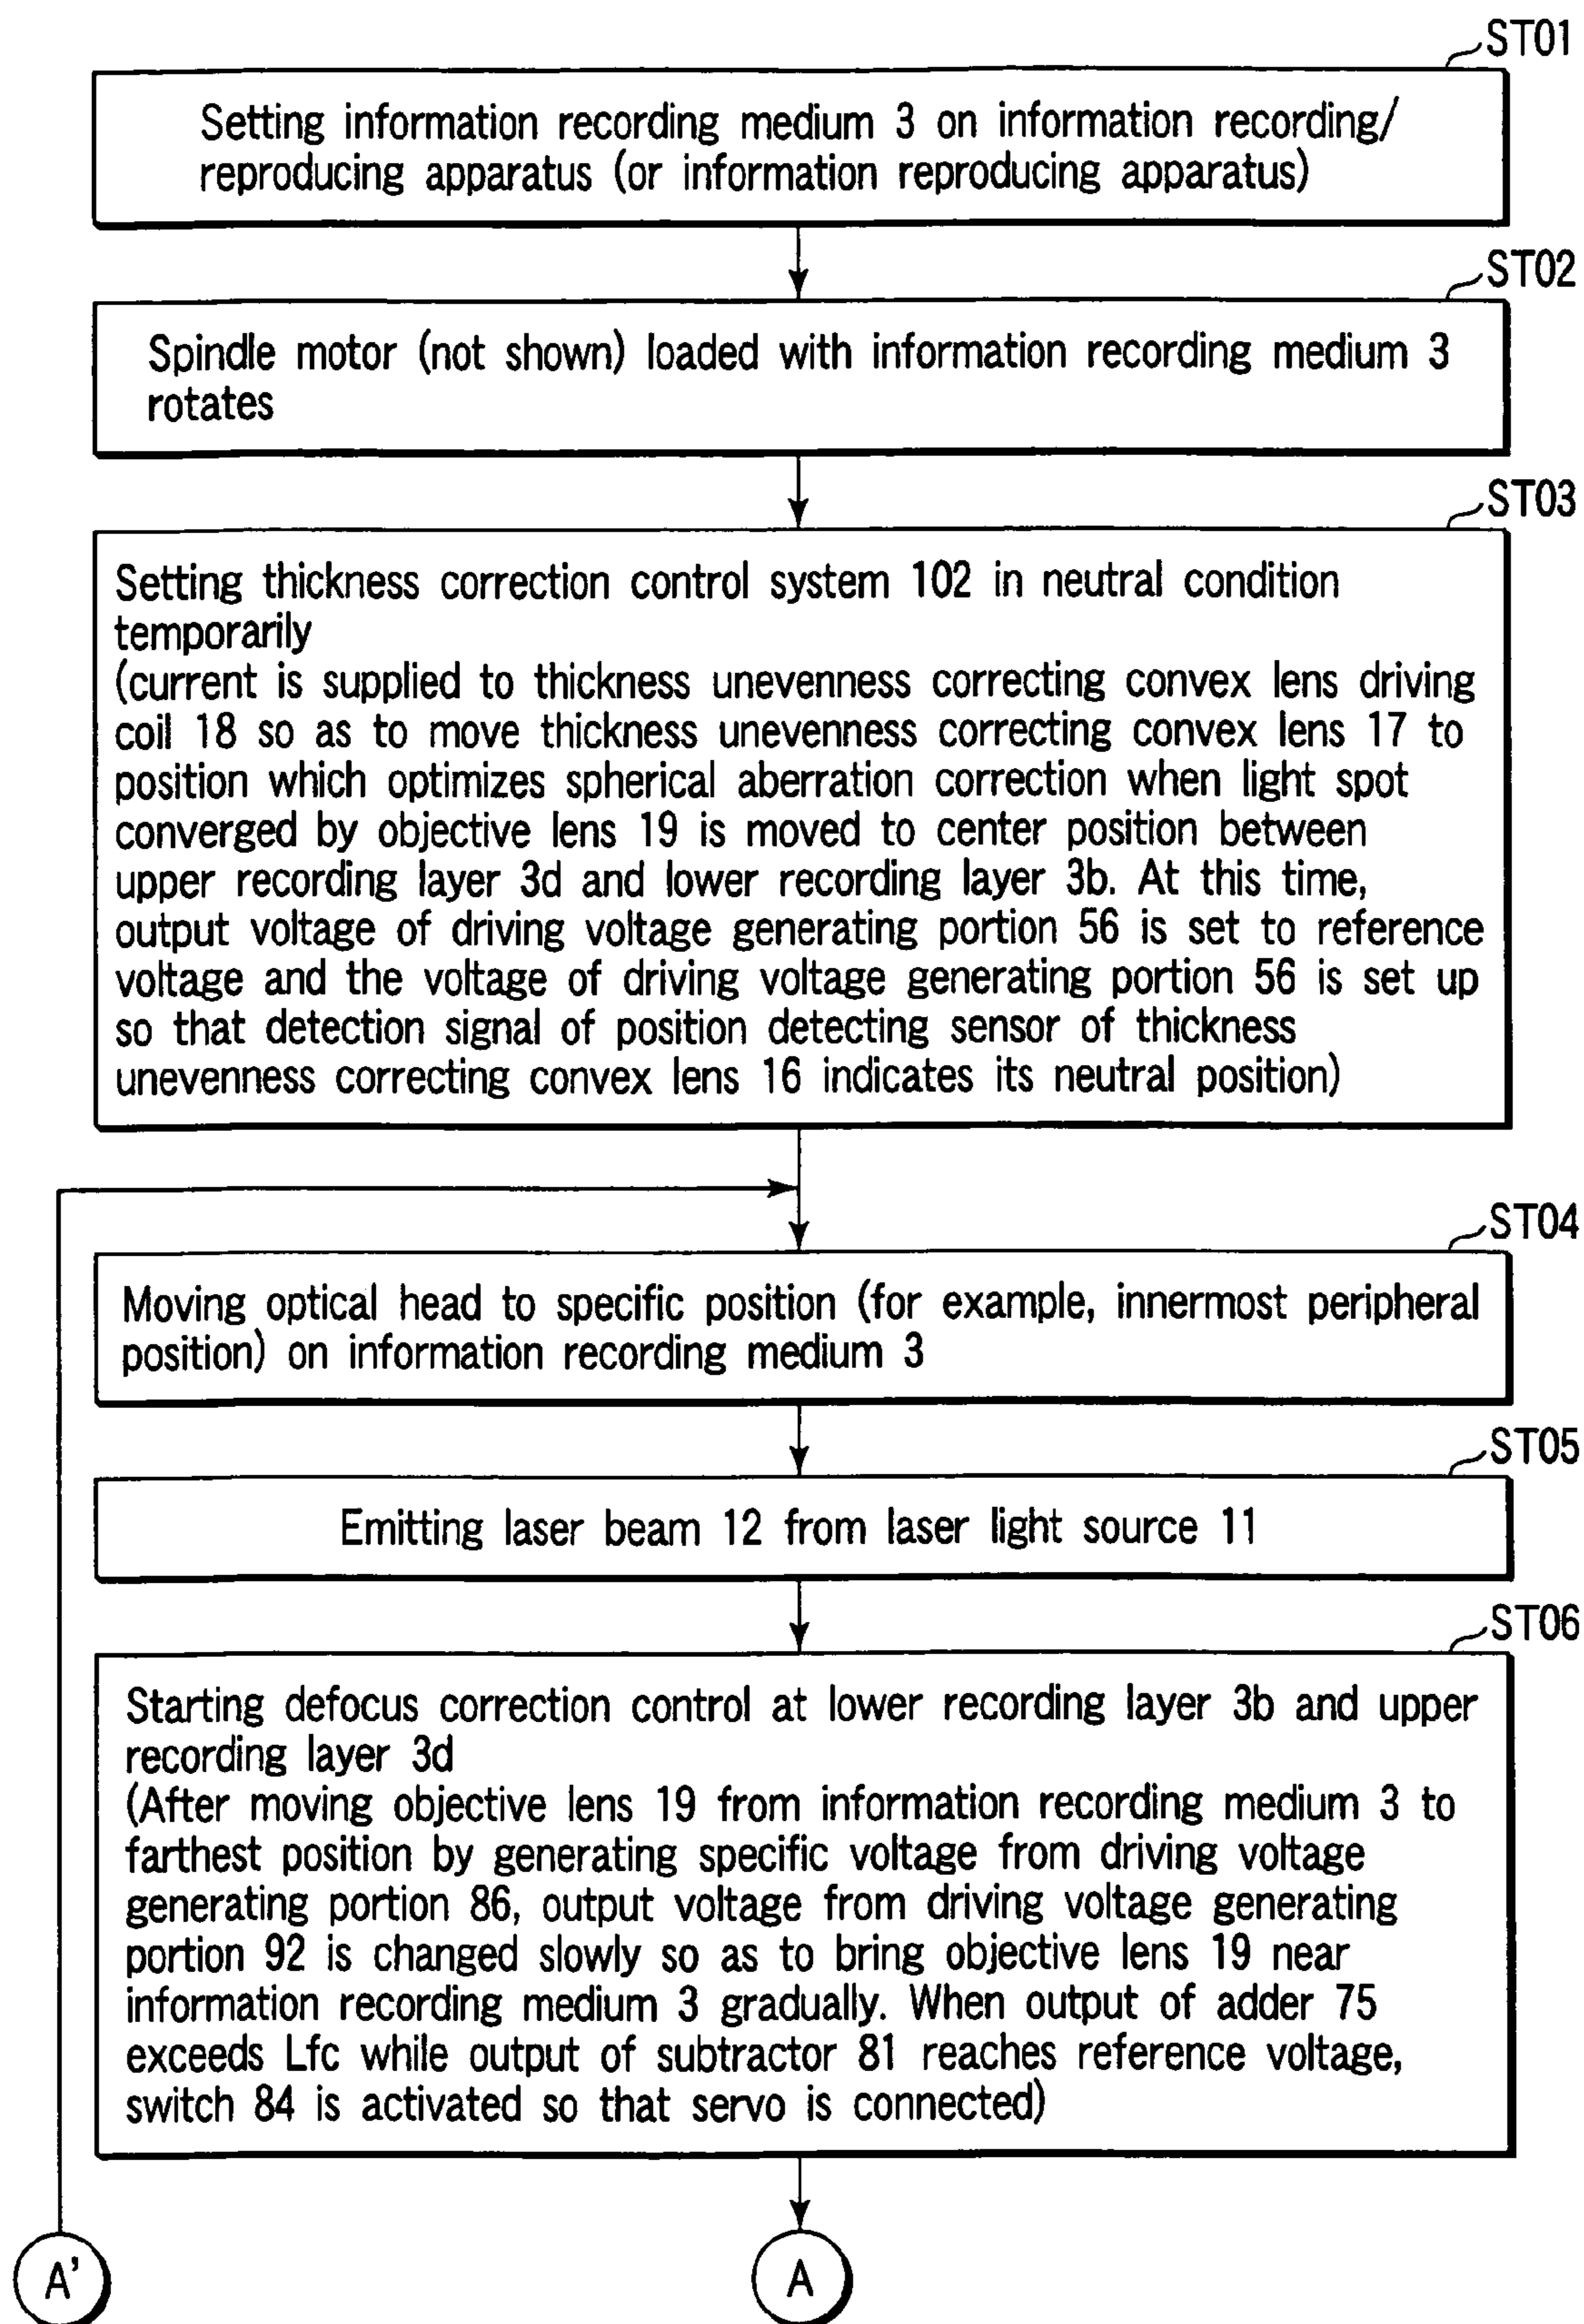 ST01
Setting information recording medium 3 on information recording/
reproducing apparatus (or information reproducing apparatus)
ST02
Spindle motor (not shown) loaded with information recording medium 3
rotates
ST03
Setting thickness correction control system 102 in neutral condition
temporarily
(current is supplied to thickness unevenness correcting convex lens driving
coil 18 so as to move thickness unevenness correcting convex lens 17 to
position which optimizes spherical aberration correction when light spot
converged by objective lens 19 is moved to center position between
upper recording layer 3d and lower recording layer 3b. At this time,
output voltage of driving voltage generating portion 56 is set to reference
voltage and the voltage of driving voltage generating portion 56 is set up
so that detection signal of position detecting sensor of thickness
unevenness correcting convex lens 16 indicates its neutral position)
ST04
Moving optical head to specific position (for example, innermost peripheral
position) on information recording medium 3
ST05
Emitting laser beam 12 from laser light source 11
ST06
Starting defocus correction control at lower recording layer 3b and upper
recording layer 3d
(After moving objective lens 19 from information recording medium 3 to
farthest position by generating specific voltage from driving voltage
generating portion 86, output voltage from driving voltage generating
portion 92 is changed slowly so as to bring objective lens 19 near
information recording medium 3 gradually. When output of adder 75
exceeds Lfc while output of subtractor 81 reaches reference voltage,
switch 84 is activated so that servo is connected)
A'
A